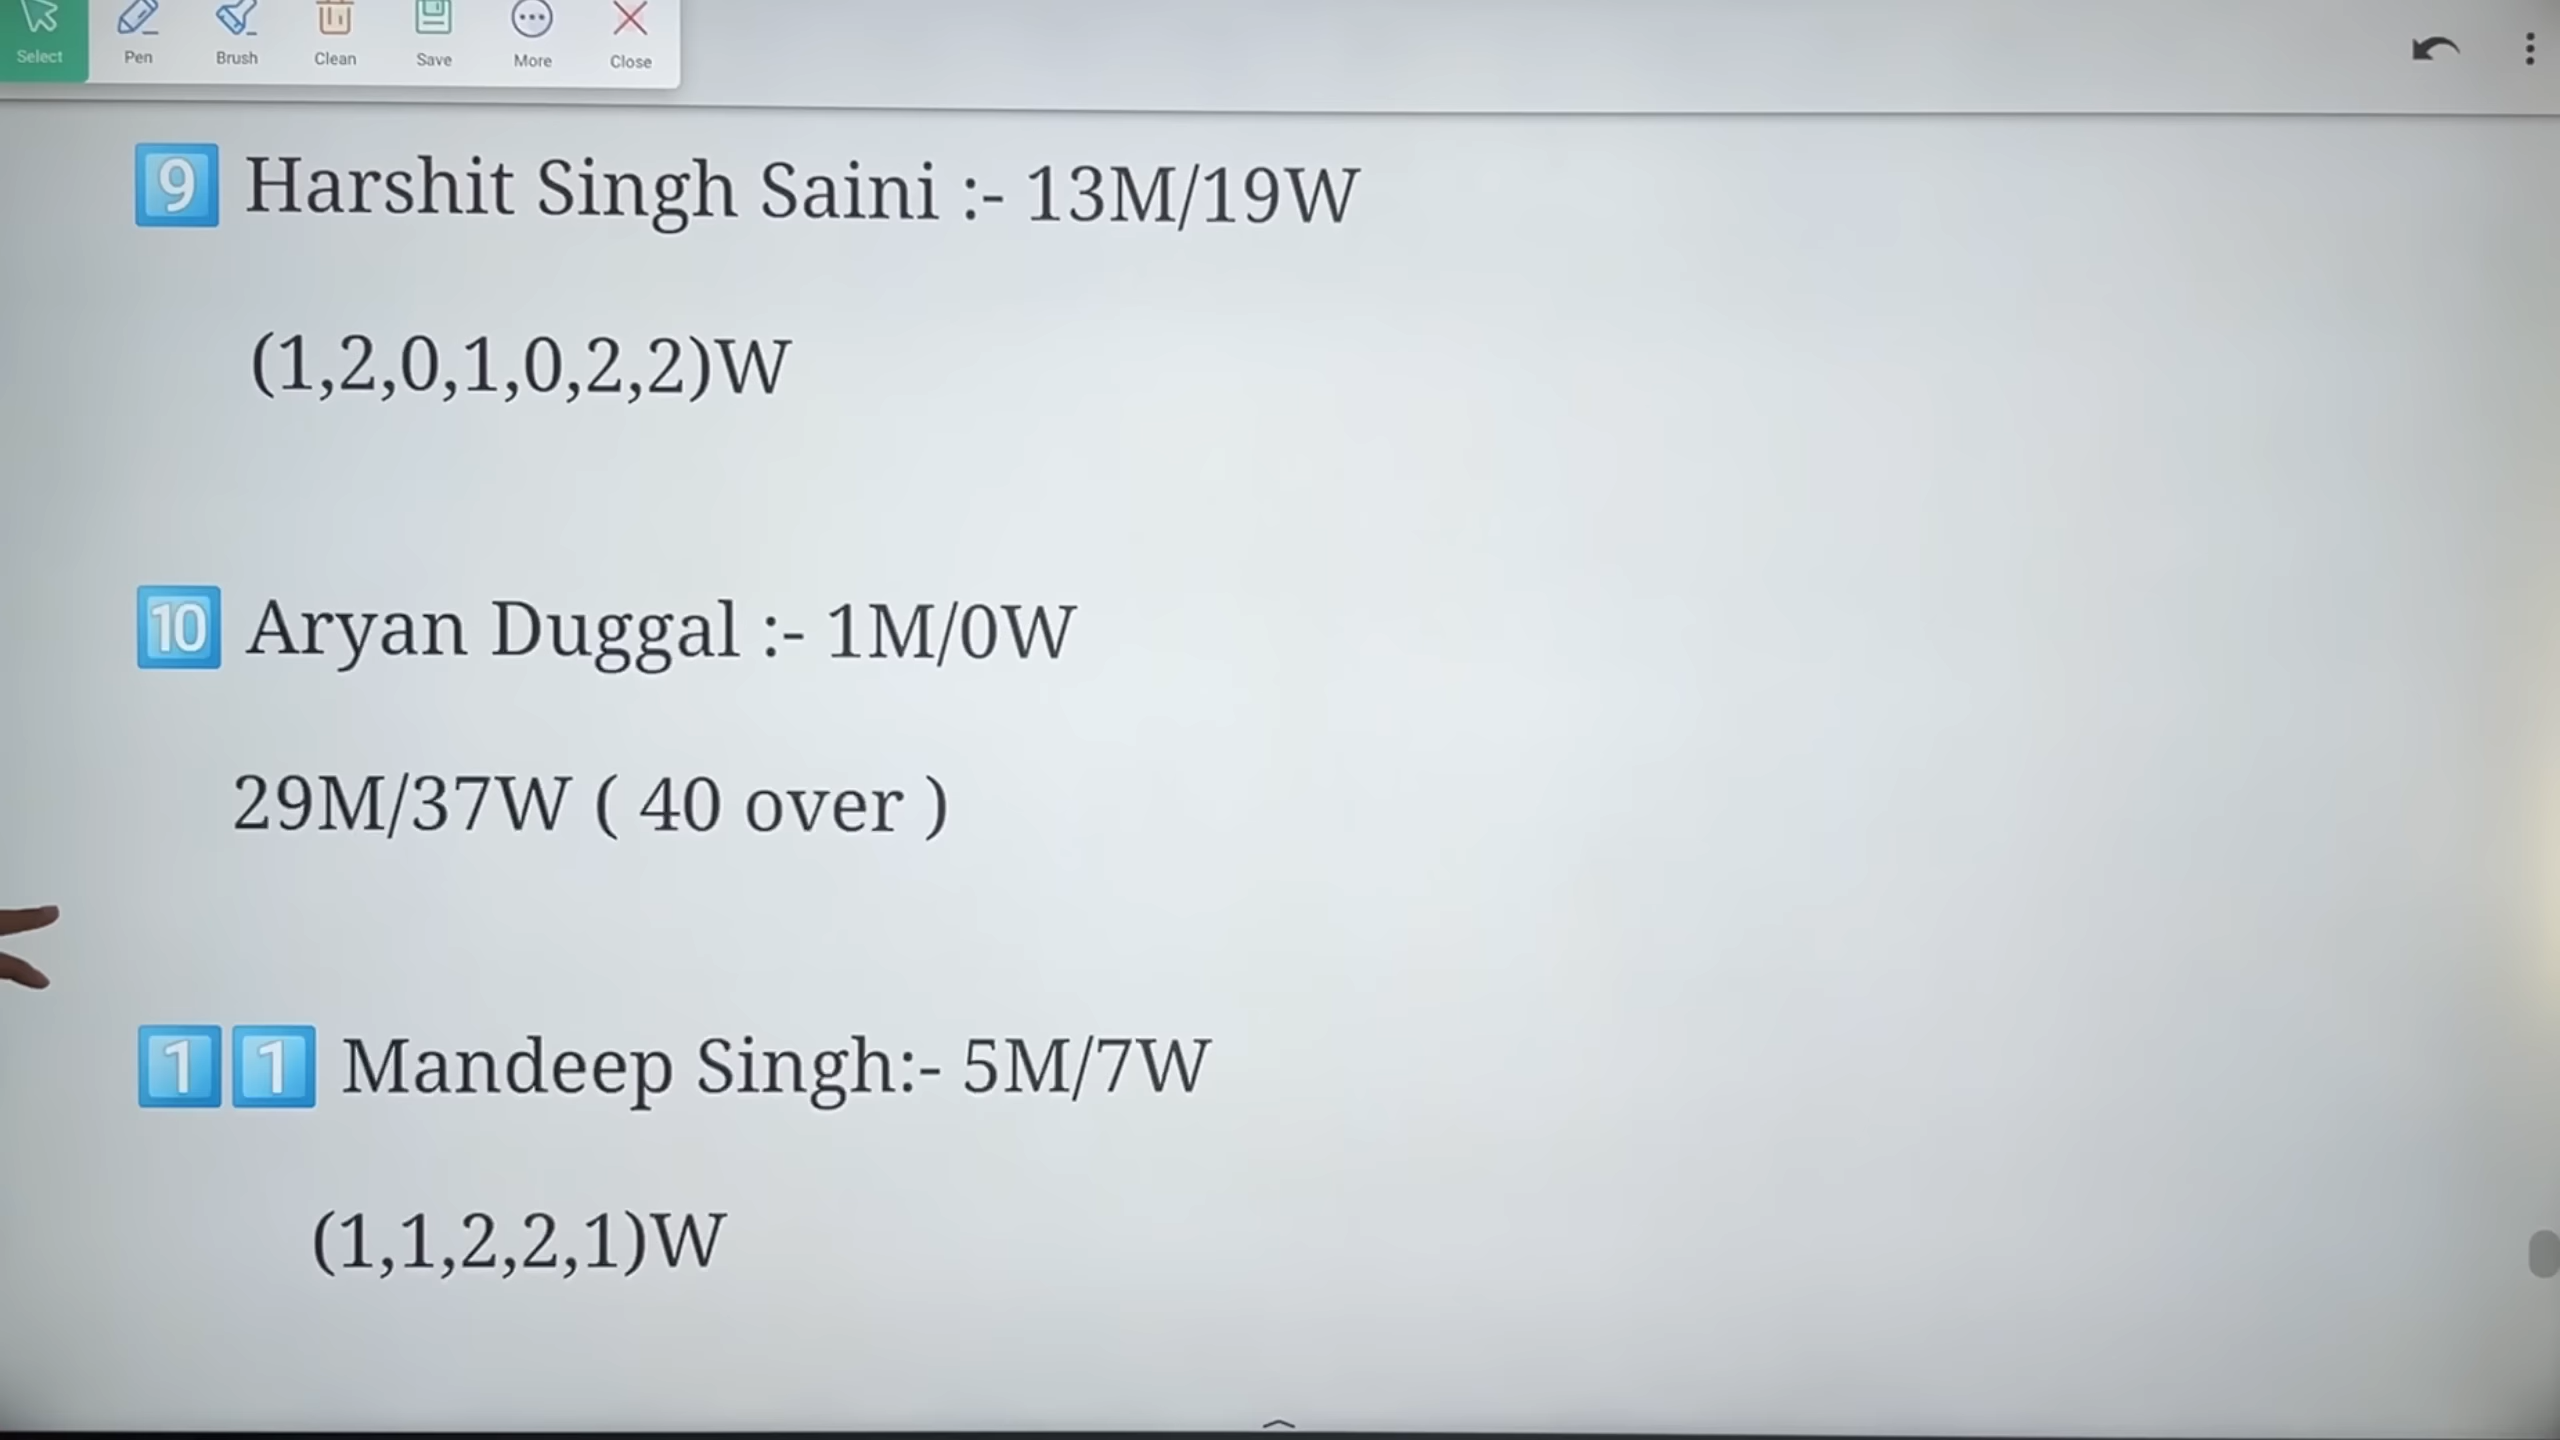 Select Pen Brush Clean Save More Close
9 Harshit Singh Saini :- 13M/19W
(1,2,0,1,0,2,2)W
10 Aryan Duggal :- 1M/0W
29M/37W ( 40 over )
1 1 Mandeep Singh:- 5M/7W
(1,1,2,2,1)W